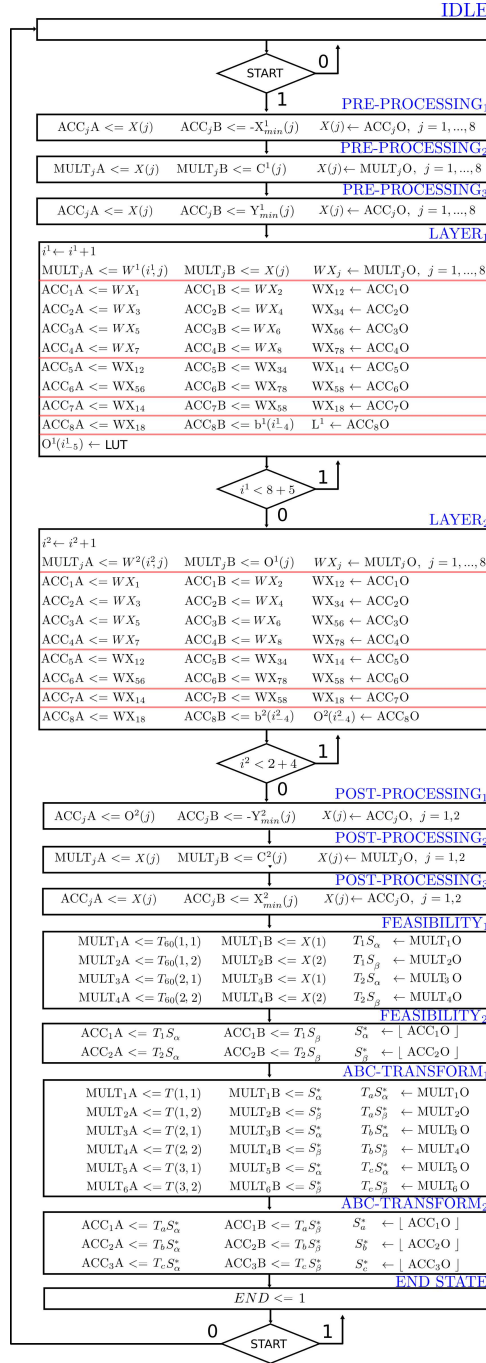 IDLE
START
0
1
PRE-PROCESSING₁
ACCⱼA <= X(j) ACCⱼB <= -X¹ₘᵢₙ(j) X(j) ← ACCⱼO, j = 1,...,8
PRE-PROCESSING₂
MULTⱼA <= X(j) MULTⱼB <= C¹(j) X(j) ← MULTⱼO, j = 1,...,8
PRE-PROCESSING₃
ACCⱼA <= X(j) ACCⱼB <= Y¹ₘᵢₙ(j) X(j) ← ACCⱼO, j = 1,...,8
LAYER₁
i¹ ← i¹+1
MULTⱼA <= W¹(i¹,j) MULTⱼB <= X(j) WXⱼ ← MULTⱼO, j = 1,...,8
ACC₁A <= WX₁ ACC₁B <= WX₂ WX₁₂ ← ACC₁O
ACC₂A <= WX₃ ACC₂B <= WX₄ WX₃₄ ← ACC₂O
ACC₃A <= WX₅ ACC₃B <= WX₆ WX₅₆ ← ACC₃O
ACC₄A <= WX₇ ACC₄B <= WX₈ WX₇₈ ← ACC₄O
ACC₅A <= WX₁₂ ACC₅B <= WX₃₄ WX₁₄ ← ACC₅O
ACC₆A <= WX₅₆ ACC₆B <= WX₇₈ WX₅₈ ← ACC₆O
ACC₇A <= WX₁₄ ACC₇B <= WX₅₈ WX₁₈ ← ACC₇O
ACC₈A <= WX₁₈ ACC₈B <= b¹(i¹₋₄) L¹ ← ACC₈O
O¹(i¹₋₅) ← LUT
i¹ < 8 + 5
1
0
LAYER₂
i² ← i²+1
MULTⱼA <= W²(i²,j) MULTⱼB <= O¹(j) WXⱼ ← MULTⱼO, j = 1,...,8
ACC₁A <= WX₁ ACC₁B <= WX₂ WX₁₂ ← ACC₁O
ACC₂A <= WX₃ ACC₂B <= WX₄ WX₃₄ ← ACC₂O
ACC₃A <= WX₅ ACC₃B <= WX₆ WX₅₆ ← ACC₃O
ACC₄A <= WX₇ ACC₄B <= WX₈ WX₇₈ ← ACC₄O
ACC₅A <= WX₁₂ ACC₅B <= WX₃₄ WX₁₄ ← ACC₅O
ACC₆A <= WX₅₆ ACC₆B <= WX₇₈ WX₅₈ ← ACC₆O
ACC₇A <= WX₁₄ ACC₇B <= WX₅₈ WX₁₈ ← ACC₇O
ACC₈A <= WX₁₈ ACC₈B <= b²(i²₋₄) O²(i²₋₄) ← ACC₈O
i² < 2 + 4
1
0
POST-PROCESSING₁
ACCⱼA <= O²(j) ACCⱼB <= -Y²ₘᵢₙ(j) X(j) ← ACCⱼO, j = 1,2
POST-PROCESSING₂
MULTⱼA <= X(j) MULTⱼB <= C²(j) X(j) ← MULTⱼO, j = 1,2
POST-PROCESSING₃
ACCⱼA <= X(j) ACCⱼB <= X²ₘᵢₙ(j) X(j) ← ACCⱼO, j = 1,2
FEASIBILITY₁
MULT₁A <= T₆₀(1,1) MULT₁B <= X(1) T₁Sα ← MULT₁O
MULT₂A <= T₆₀(1,2) MULT₂B <= X(2) T₁Sᵦ ← MULT₂O
MULT₃A <= T₆₀(2,1) MULT₃B <= X(1) T₂Sα ← MULT₃O
MULT₄A <= T₆₀(2,2) MULT₄B <= X(2) T₂Sᵦ ← MULT₄O
FEASIBILITY₂
ACC₁A <= T₁Sα ACC₁B <= T₁Sᵦ S*α ← ⌊ ACC₁O ⌋
ACC₂A <= T₂Sα ACC₂B <= T₂Sᵦ S*ᵦ ← ⌊ ACC₂O ⌋
ABC-TRANSFORM₁
MULT₁A <= T(1,1) MULT₁B <= S*α TₐS*α ← MULT₁O
MULT₂A <= T(1,2) MULT₂B <= S*ᵦ TₐS*ᵦ ← MULT₂O
MULT₃A <= T(2,1) MULT₃B <= S*α T_bS*α ← MULT₃O
MULT₄A <= T(2,2) MULT₄B <= S*ᵦ T_bS*ᵦ ← MULT₄O
MULT₅A <= T(3,1) MULT₅B <= S*α T_cS*α ← MULT₅O
MULT₆A <= T(3,2) MULT₆B <= S*ᵦ T_cS*ᵦ ← MULT₆O
ABC-TRANSFORM₂
ACC₁A <= TₐS*α ACC₁B <= TₐS*ᵦ S*ₐ ← ⌊ ACC₁O ⌋
ACC₂A <= T_bS*α ACC₂B <= T_bS*ᵦ S*_b ← ⌊ ACC₂O ⌋
ACC₃A <= T_cS*α ACC₃B <= T_cS*ᵦ S*_c ← ⌊ ACC₃O ⌋
END STATE
END <= 1
0
START
1